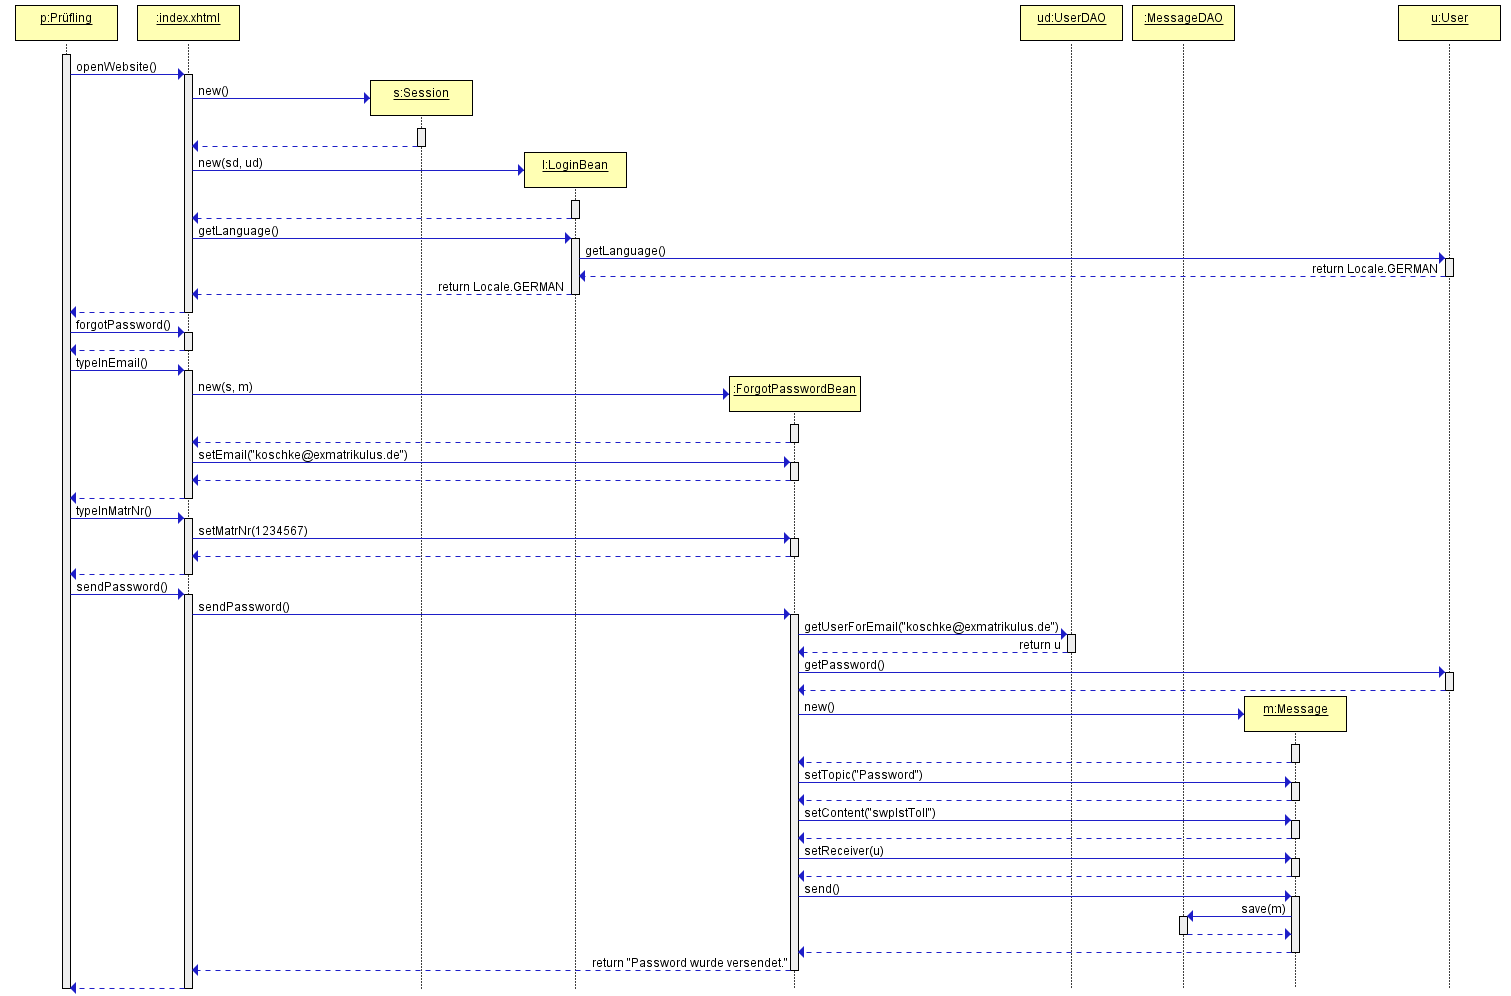 p:Prüfling
:index.xhtml
ud:UserDAO
:MessageDAO
u:User
openWebsite()
new()
s:Session
new(sd, ud)
l:LoginBean
getLanguage()
getLanguage()
return Locale.GERMAN
return Locale.GERMAN
forgotPassword()
typeInEmail()
new(s, m)
:ForgotPasswordBean
setEmail("koschke@exmatrikulus.de")
typeInMatrNr()
setMatrNr(1234567)
sendPassword()
sendPassword()
getUserForEmail("koschke@exmatrikulus.de")
return u
getPassword()
new()
m:Message
setTopic("Password")
setContent("swpIstToll")
setReceiver(u)
send()
save(m)
return "Password wurde versendet."